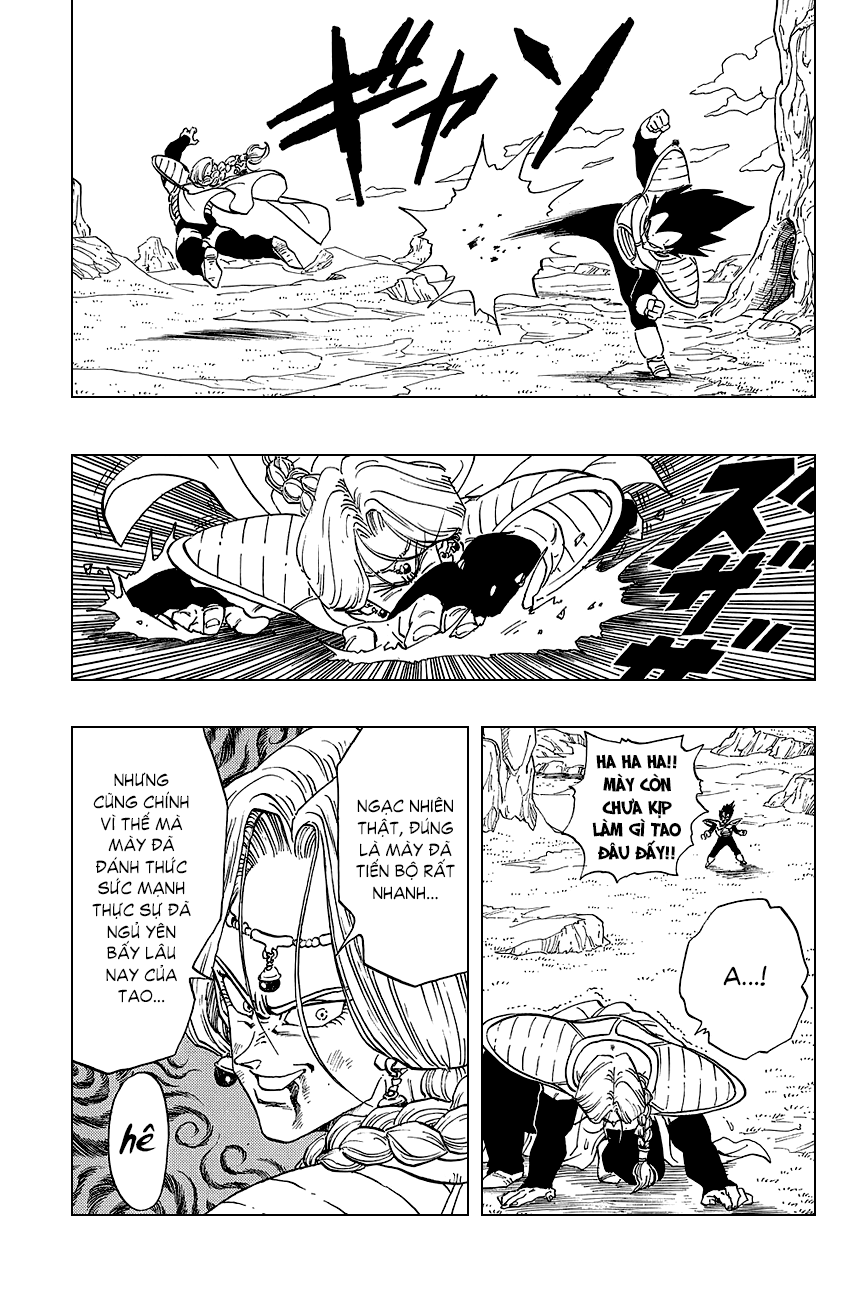 ギャン
ズザザ
HA HA HA!!
MÀY CÒN
CHƯA KỊP
LÀM GÌ TAO
ĐÂU ĐẤY!!
A...!
NGẠC NHIÊN
THẬT, ĐÚNG
LÀ MÀY ĐÃ
TIẾN BỘ RẤT
NHANH...
NHƯNG
CŨNG CHÍNH
VÌ THẾ MÀ
MÀY ĐÃ
ĐÁNH THỨC
SỨC MẠNH
THỰC SỰ ĐÃ
NGỦ YÊN
BẤY LÂU
NAY CỦA
TAO...
HÊ